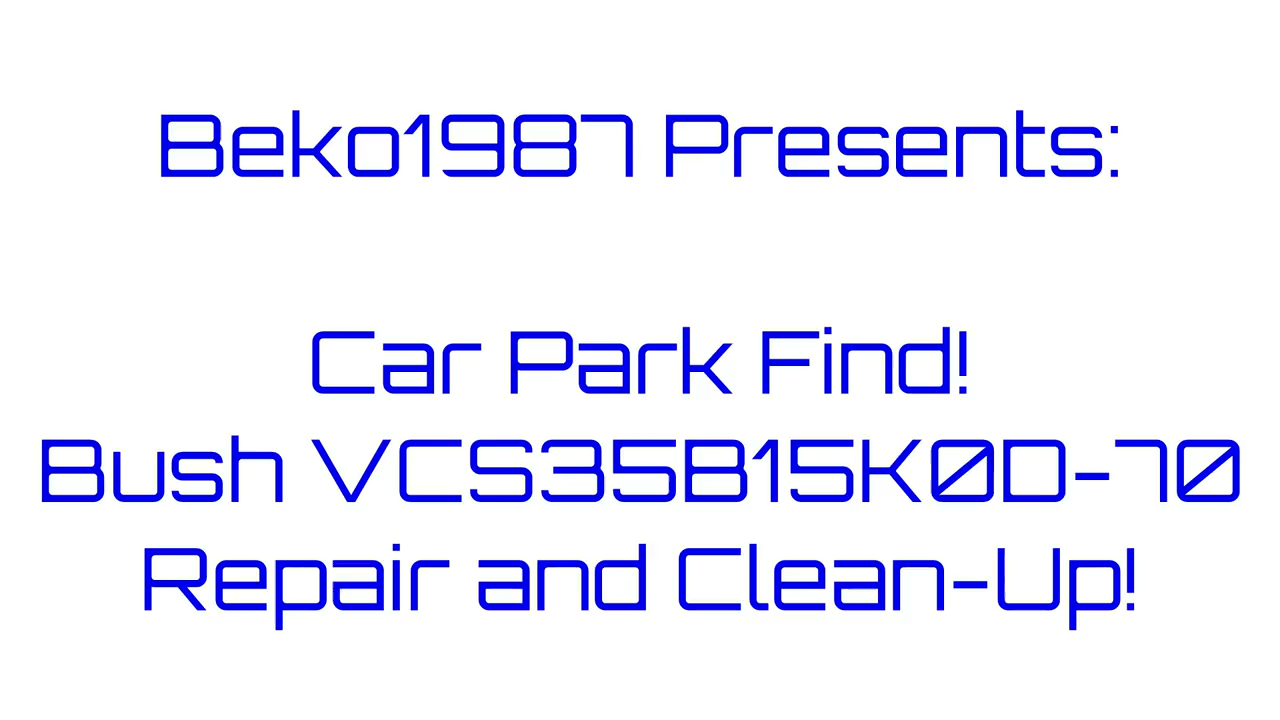 Beko1987 Presents:
Car Park Find!
Bush VCS35B15K0D-70
Repair and Clean-Up!